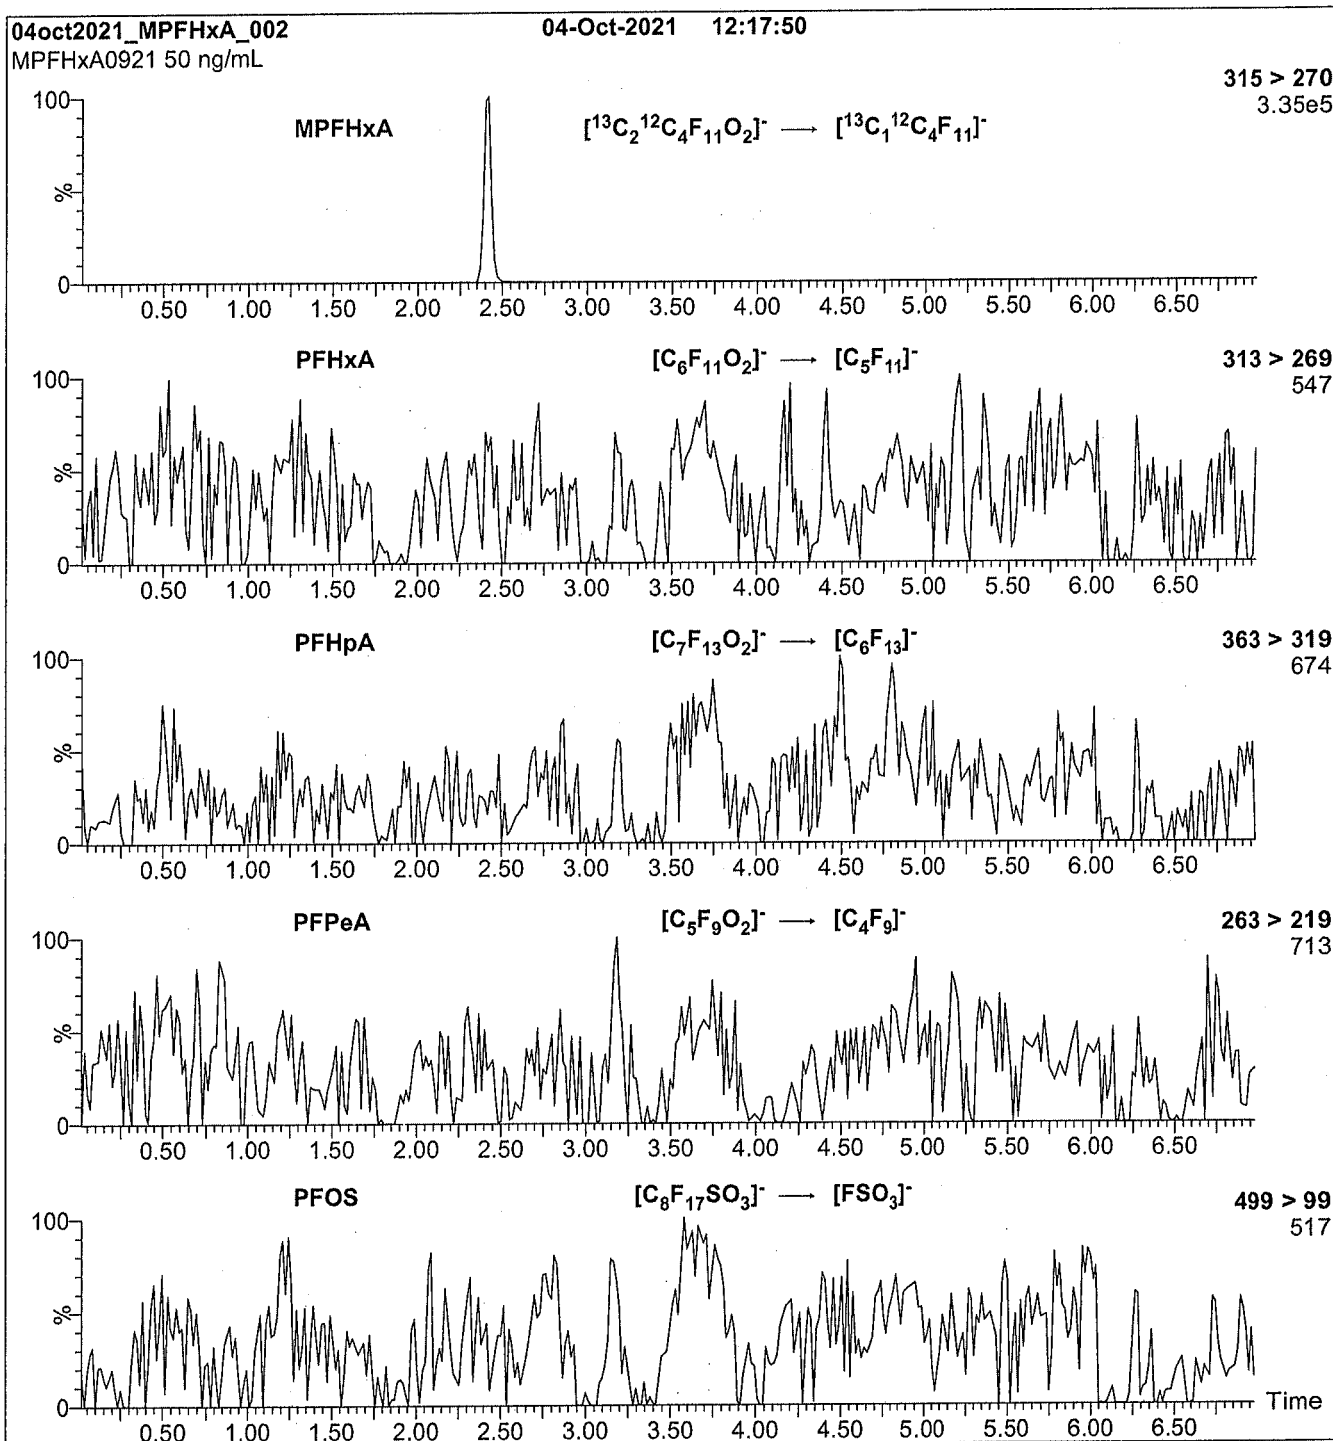 04oct2021_MPFHxA_002 04-Oct-2021 12:17:50
MPFHxA0921 50 ng/mL
315 > 270
3.35e5
MPFHxA [¹³C₂¹²C₄F₁₁O₂]⁻ → [¹³C₁¹²C₄F₁₁]⁻
100
%
0
0.50 1.00 1.50 2.00 2.50 3.00 3.50 4.00 4.50 5.00 5.50 6.00 6.50
PFHxA [C₆F₁₁O₂]⁻ → [C₅F₁₁]⁻ 313 > 269
547
100
%
0
0.50 1.00 1.50 2.00 2.50 3.00 3.50 4.00 4.50 5.00 5.50 6.00 6.50
PFHpA [C₇F₁₃O₂]⁻ → [C₆F₁₃]⁻ 363 > 319
674
100
%
0
0.50 1.00 1.50 2.00 2.50 3.00 3.50 4.00 4.50 5.00 5.50 6.00 6.50
PFPeA [C₅F₉O₂]⁻ → [C₄F₉]⁻ 263 > 219
713
100
%
0
0.50 1.00 1.50 2.00 2.50 3.00 3.50 4.00 4.50 5.00 5.50 6.00 6.50
PFOS [C₈F₁₇SO₃]⁻ → [FSO₃]⁻ 499 > 99
517
100
%
0
Time
0.50 1.00 1.50 2.00 2.50 3.00 3.50 4.00 4.50 5.00 5.50 6.00 6.50